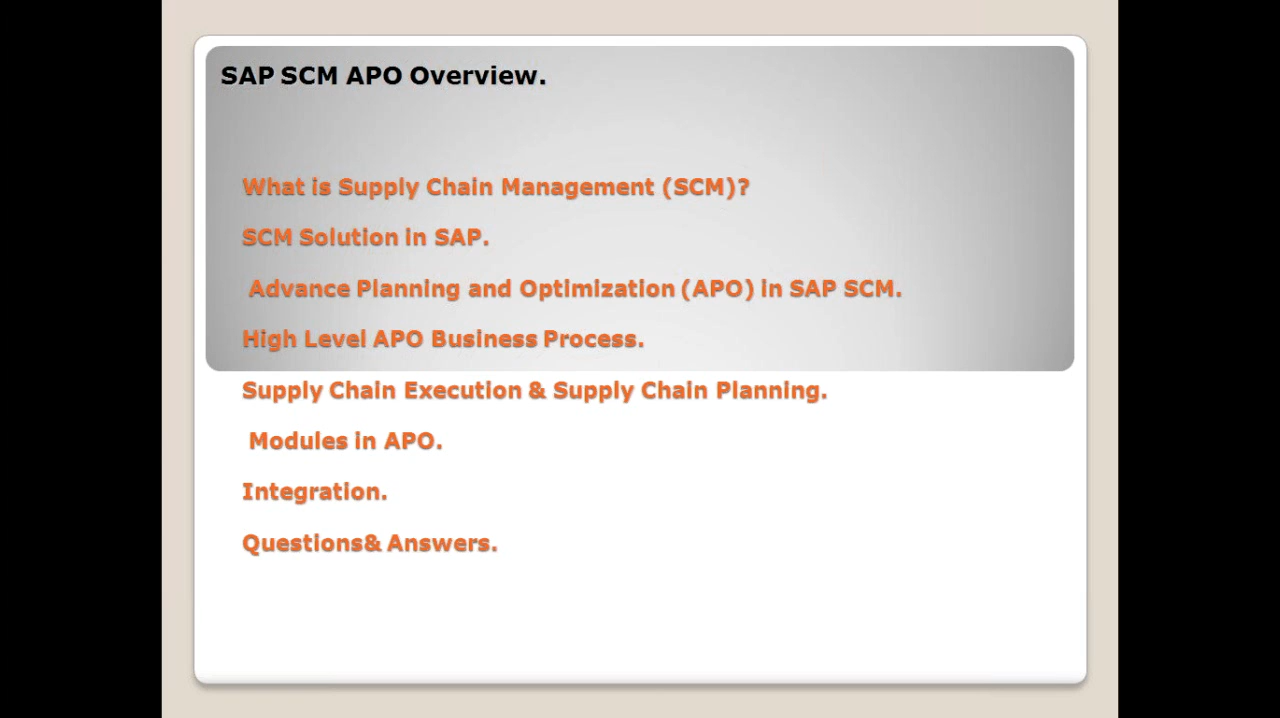 SAP SCM APO Overview.
What is Supply Chain Management (SCM)?
SCM Solution in SAP.
Advance Planning and Optimization (APO) in SAP SCM.
High Level APO Business Process.
Supply Chain Execution & Supply Chain Planning.
Modules in APO.
Integration.
Questions& Answers.